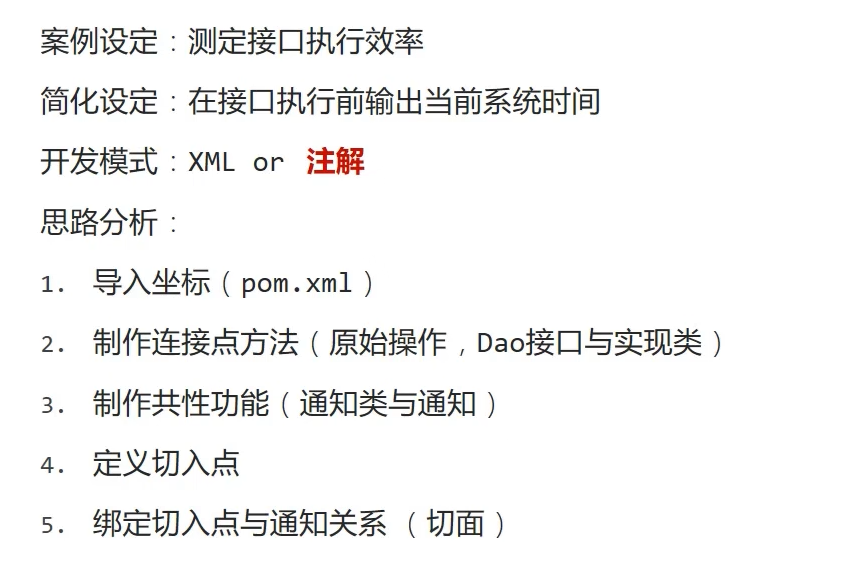 案例设定：测定接口执行效率
简化设定：在接口执行前输出当前系统时间
开发模式：XML or 注解
思路分析：
1. 导入坐标（pom.xml）
2. 制作连接点方法（原始操作，Dao接口与实现类）
3. 制作共性功能（通知类与通知）
4. 定义切入点
5. 绑定切入点与通知关系（切面）